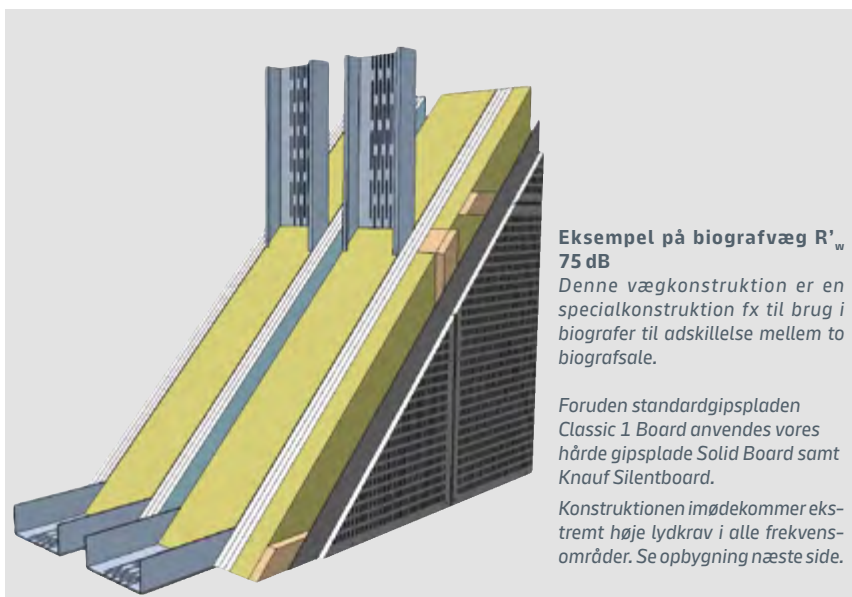 Eksempel på biografvæg R'w
75 dB
Denne vægkonstruktion er en
specialkonstruktion fx til brug i
biografer til adskillelse mellem to
biografsale.
Foruden standardgipspladen
Classic 1 Board anvendes vores
hårde gipsplade Solid Board samt
Knauf Silentboard.
Konstruktionen imødekommer eks-
tremt høje lydkrav i alle frekvens-
områder. Se opbygning næste side.